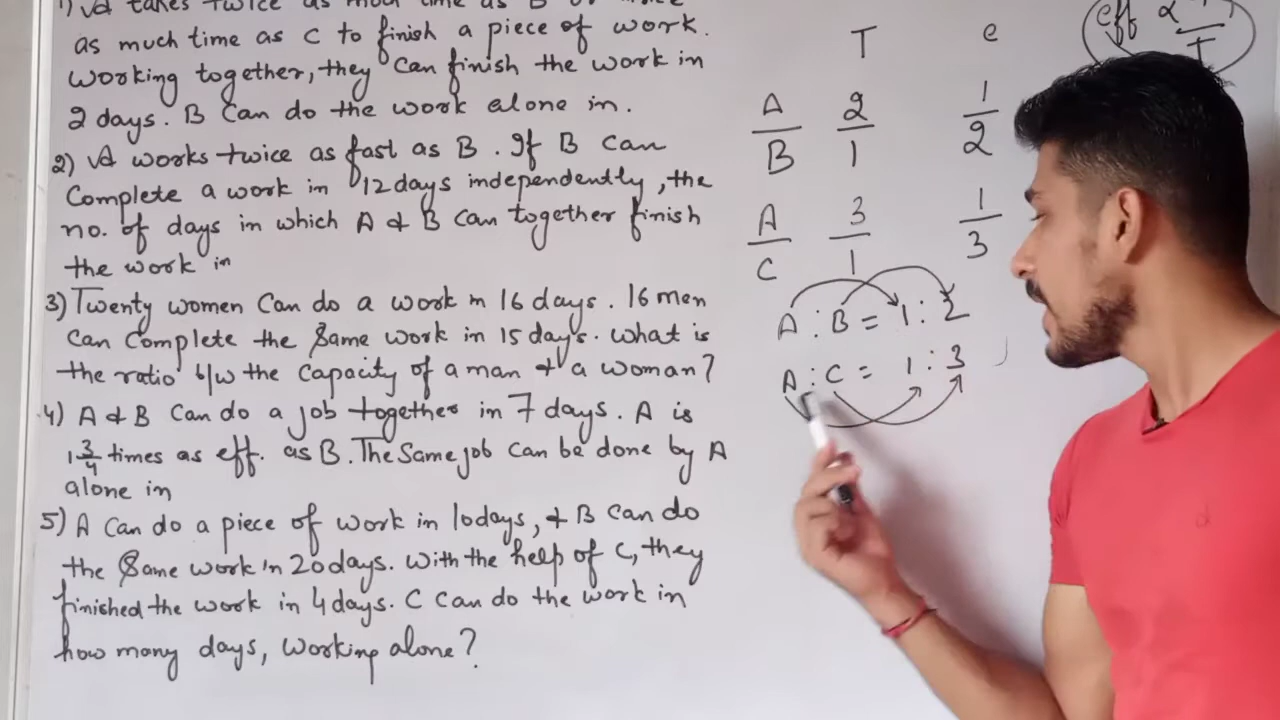 1) A takes twice as much time as B or
as much time as C to finish a piece of work.
Working together, they can finish the work in
2 days. B Can do the work alone in.
2) A works twice as fast as B. If B can
Complete a work in 12 days independently, the
no. of days in which A & B can together finish
the work in
3) Twenty women Can do a work in 16 days. 16 men
Can Complete the Same work in 15 days. what is
the ratio b/w the Capacity of a man & a woman?
4) A & B Can do a job together in 7 days. A is
1 3/4 times as eff. as B. The Same job can be done by A
alone in
5) A Can do a piece of work in 10 days, & B can do
the Same work in 20 days. With the help of C, they
finished the work in 4 days. C Can do the work in
how many days, working alone?
eff α 1/T
T e
A/B 2/1 1/2
A/C 3/1 1/3
A : B = 1 : 2
A : C = 1 : 3